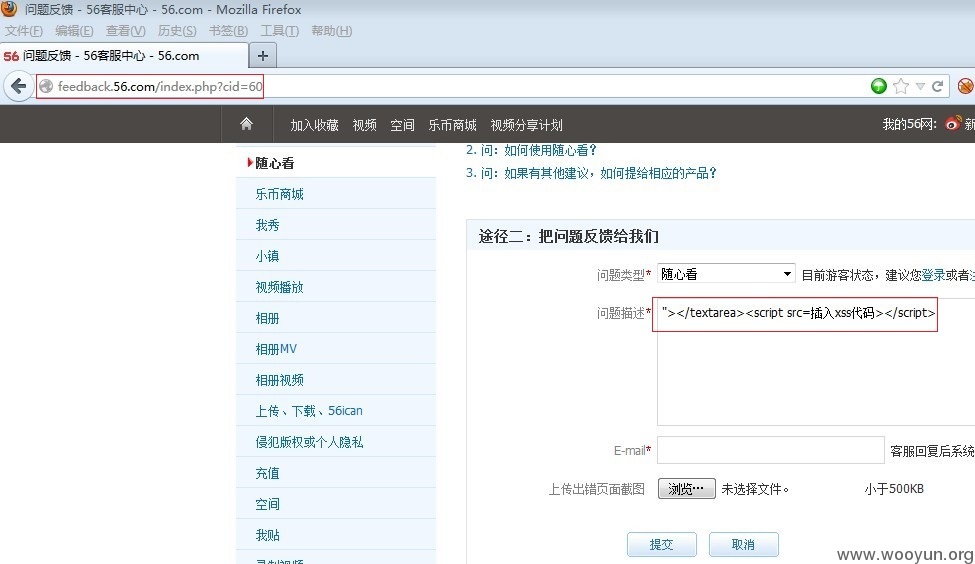 问题反馈 - 56客服中心 - 56.com - Mozilla Firefox
文件(F) 编辑(E) 查看(V) 历史(S) 书签(B) 工具(T) 帮助(H)
56 问题反馈 - 56客服中心 - 56.com +
feedback.56.com/index.php?cid=60
加入收藏 视频 空间 乐币商城 视频分享计划 我的56网: 新
随心看
乐币商城
我秀
小镇
视频播放
相册
相册MV
相册视频
上传、下载、56ican
侵犯版权或个人隐私
充值
空间
我贴
录制视频
2. 问：如何使用随心看？
3. 问：如果有其他建议，如何提给相应的产品？
途径二：把问题反馈给我们
问题类型* 随心看 目前游客状态，建议您登录或者注
问题描述* "></textarea><script src=插入xss代码></script>
E-mail* 客服回复后系统
上传出错页面截图 浏览… 未选择文件。 小于500KB
提交 取消
www.wooyun.org